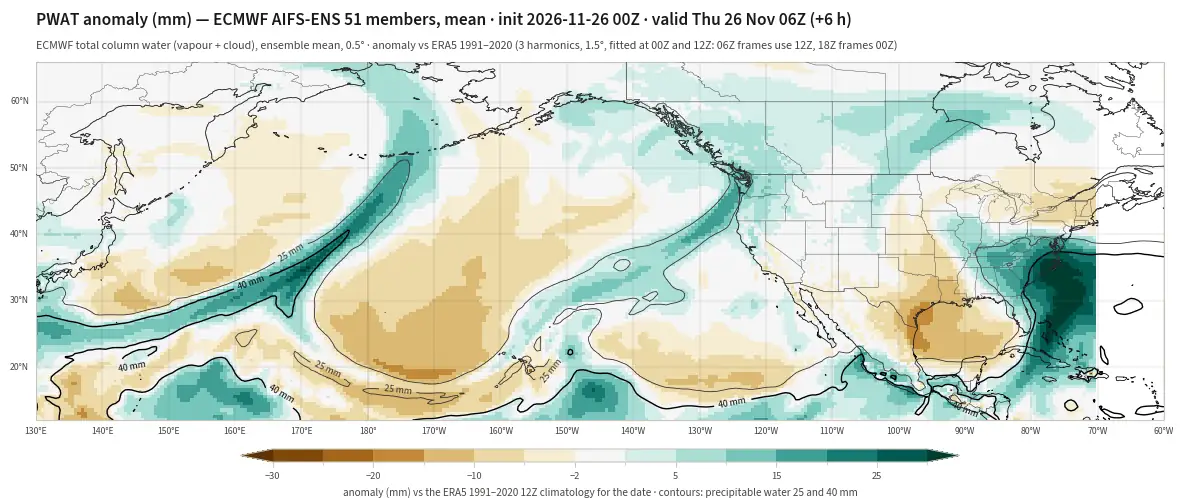 PWAT anomaly (mm) — ECMWF AIFS-ENS 51 members, mean · init 2026-11-26 00Z · valid Thu 26 Nov 06Z (+6 h)
ECMWF total column water (vapour + cloud), ensemble mean, 0.5° · anomaly vs ERA5 1991–2020 (3 harmonics, 1.5°, fitted at 00Z and 12Z: 06Z frames use 12Z, 18Z frames 00Z)
60°N
50°N
40°N
30°N
20°N
25 mm
40 mm
40 mm
40 mm
25 mm
25 mm
25 mm
40 mm
40 mm
130°E 140°E 150°E 160°E 170°E 180° 170°W 160°W 150°W 140°W 130°W 120°W 110°W 100°W 90°W 80°W 70°W 60°W
−30 −20 −10 −2 5 15 25
anomaly (mm) vs the ERA5 1991–2020 12Z climatology for the date · contours: precipitable water 25 and 40 mm